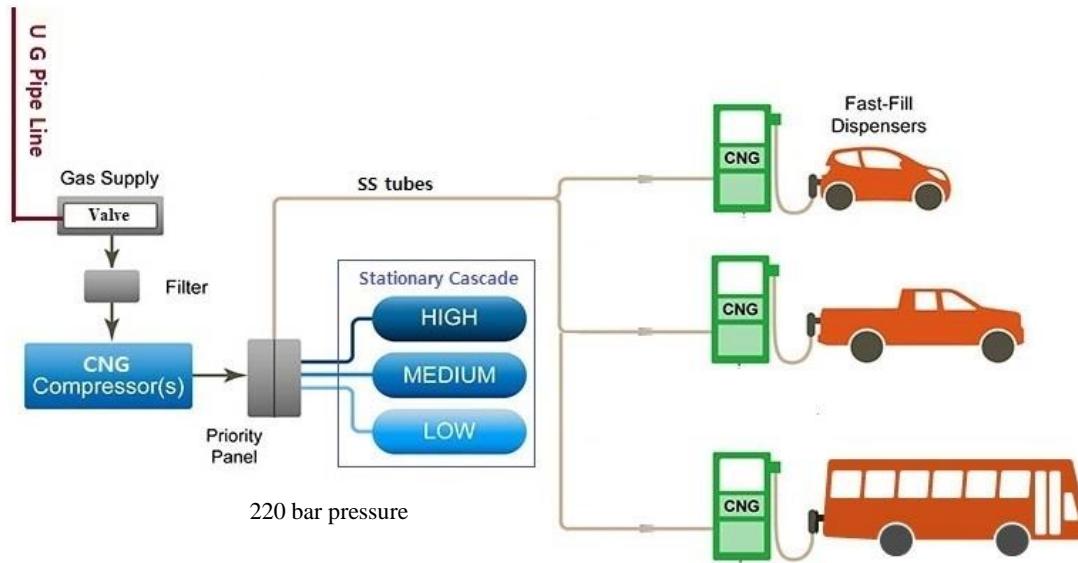 U G Pipe Line
Gas Supply
Valve
Filter
CNG
Compressor(s)
Priority
Panel
SS tubes
Stationary Cascade
HIGH
MEDIUM
LOW
220 bar pressure
CNG
Fast-Fill
Dispensers
CNG
CNG